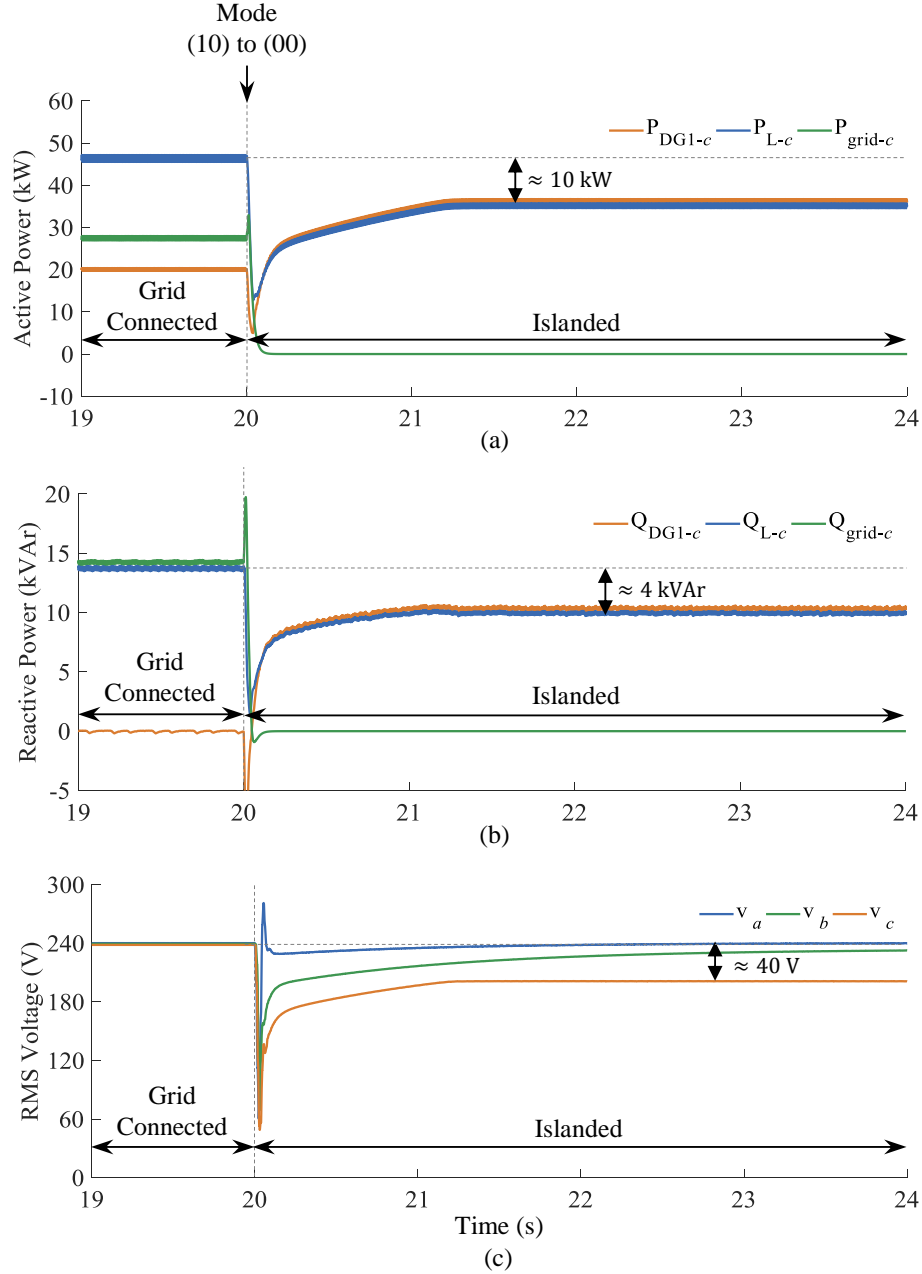 Mode
(10) to (00)
60
50
40
30
20
10
0
-10
Active Power (kW)
P DG1-c P L-c P grid-c
≈ 10 kW
Grid
Connected
Islanded
19 20 21 22 23 24
(a)
20
15
10
5
0
-5
Reactive Power (kVAr)
Q DG1-c Q L-c Q grid-c
≈ 4 kVAr
Grid
Connected
Islanded
19 20 21 22 23 24
(b)
300
240
180
120
60
0
RMS Voltage (V)
v a v b v c
≈ 40 V
Grid
Connected
Islanded
19 20 21 22 23 24
Time (s)
(c)